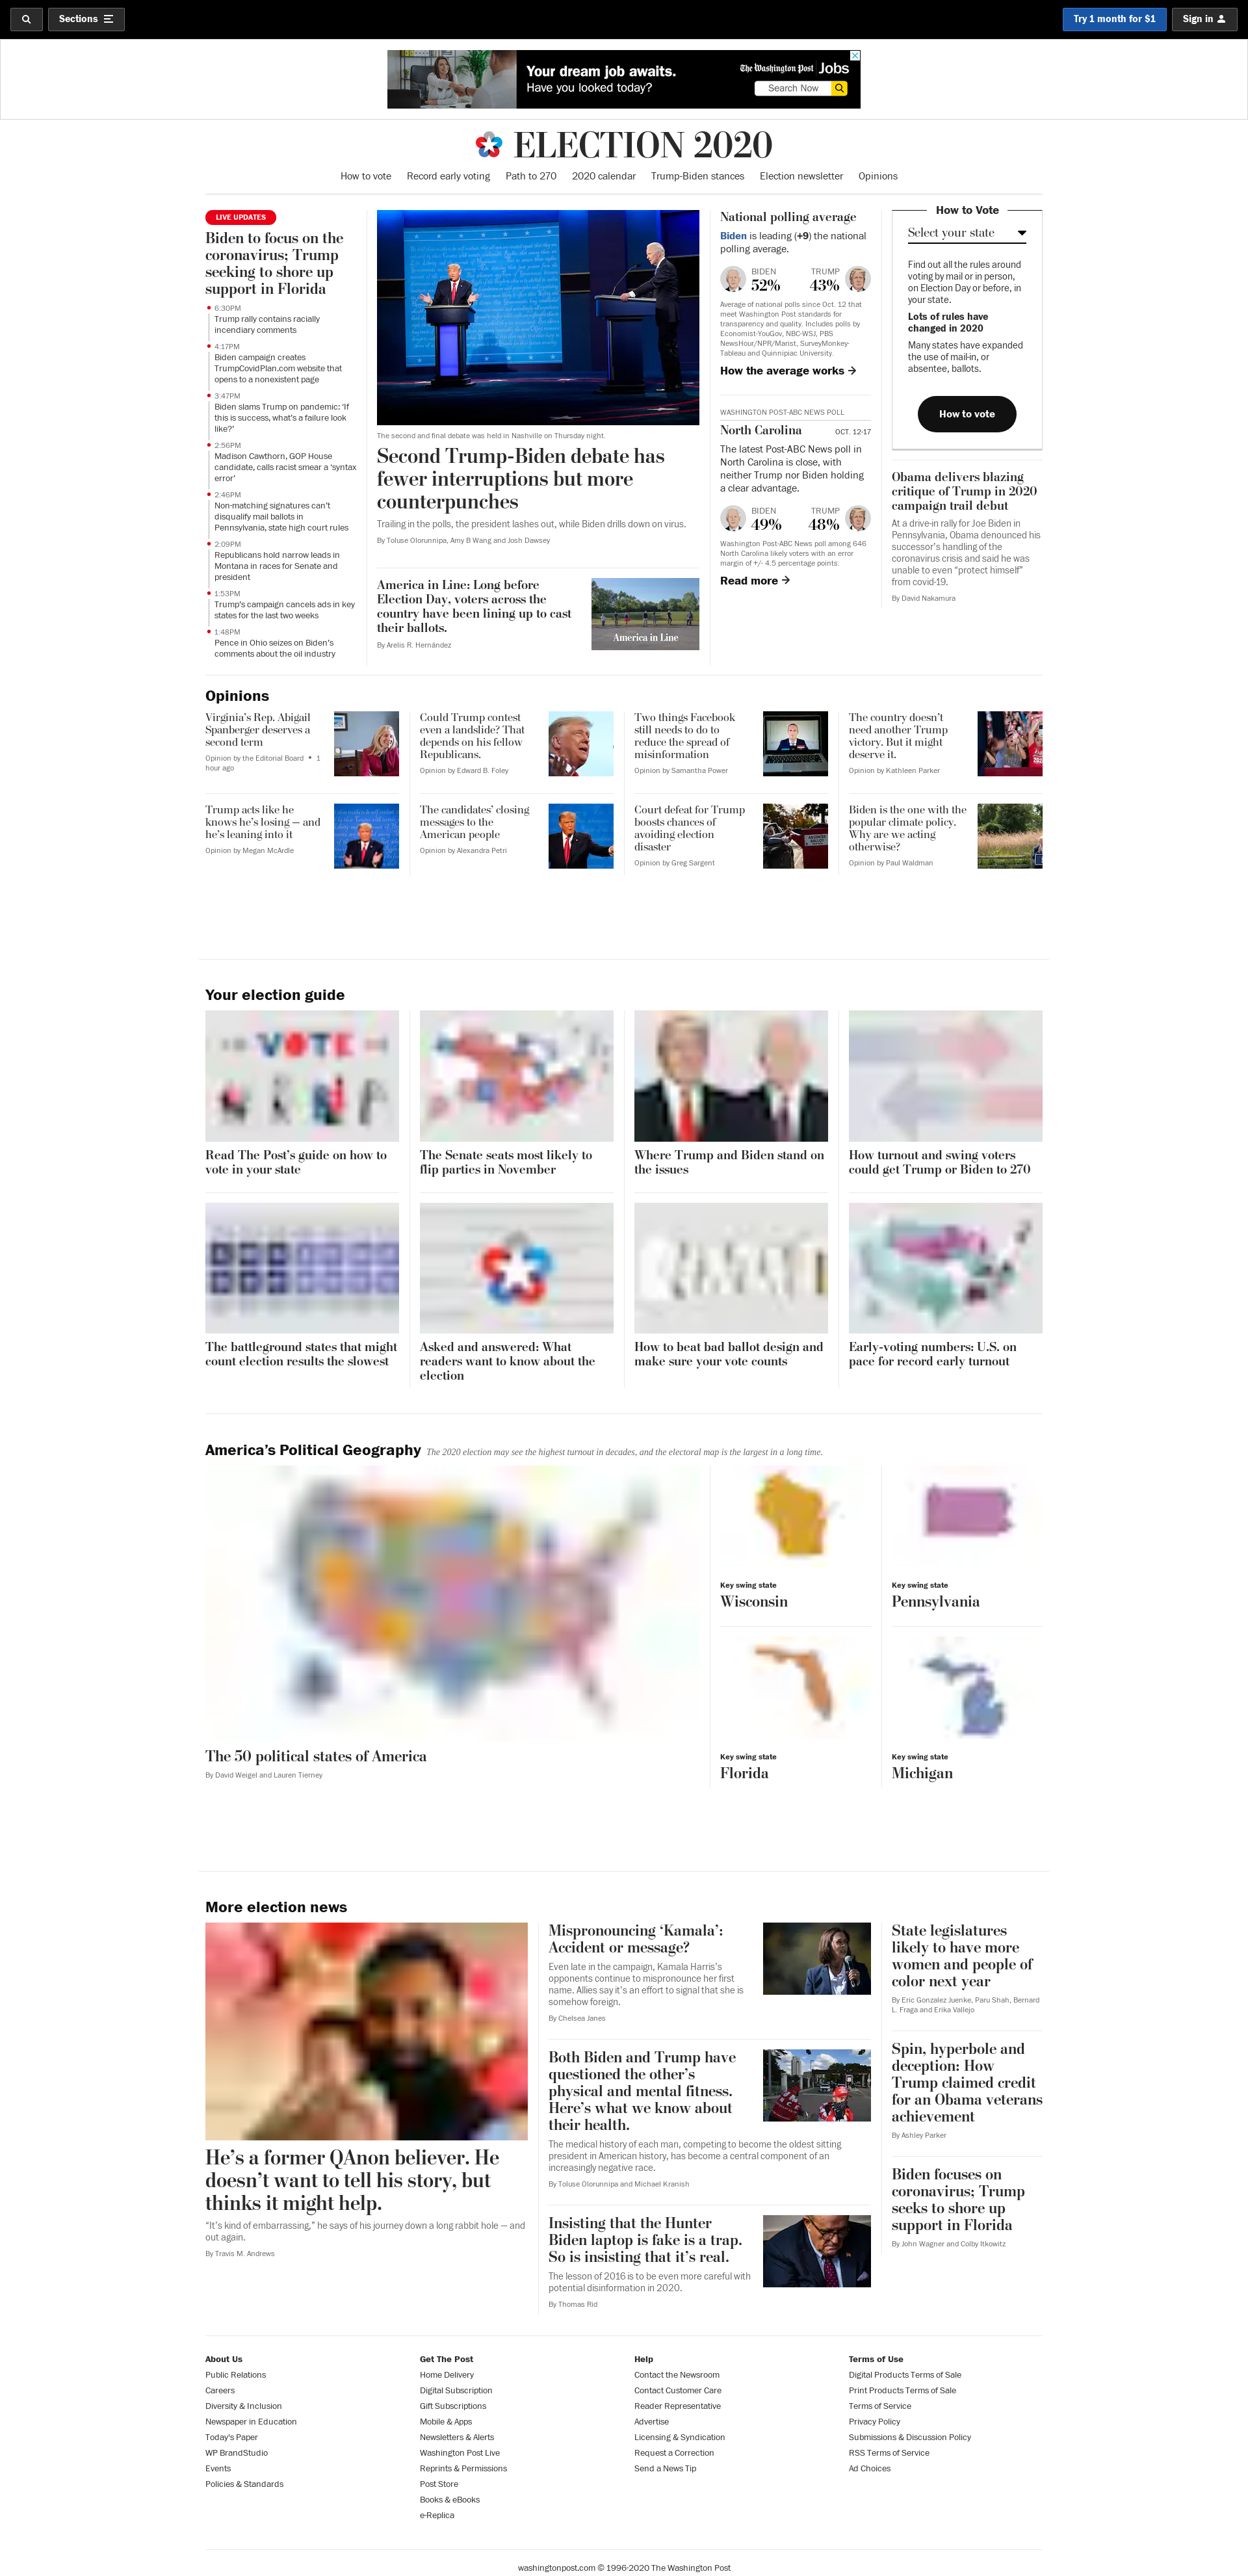 Sections
Try 1 month for $1
Sign in
Your dream job awaits.
Have you looked today?
The Washington Post Jobs
Search Now
ELECTION 2020
How to vote
Record early voting
Path to 270
2020 calendar
Trump-Biden stances
Election newsletter
Opinions
LIVE UPDATES
Biden to focus on the
coronavirus; Trump
seeking to shore up
support in Florida
6:30PM
Trump rally contains racially
incendiary comments
4:17PM
Biden campaign creates
TrumpCovidPlan.com website that
opens to a nonexistent page
3:47PM
Biden slams Trump on pandemic: ‘If
this is success, what’s a failure look
like?’
2:56PM
Madison Cawthorn, GOP House
candidate, calls racist smear a ‘syntax
error’
2:46PM
Non-matching signatures can’t
disqualify mail ballots in
Pennsylvania, state high court rules
2:09PM
Republicans hold narrow leads in
Montana in races for Senate and
president
1:53PM
Trump’s campaign cancels ads in key
states for the last two weeks
1:48PM
Pence in Ohio seizes on Biden’s
comments about the oil industry
The second and final debate was held in Nashville on Thursday night.
Second Trump-Biden debate has
fewer interruptions but more
counterpunches
Trailing in the polls, the president lashes out, while Biden drills down on virus.
By Toluse Olorunnipa, Amy B Wang and Josh Dawsey
America in Line: Long before
Election Day, voters across the
country have been lining up to cast
their ballots.
By Arelis R. Hernández
America in Line
National polling average
Biden is leading (+9) the national
polling average.
BIDEN
52%
TRUMP
43%
Average of national polls since Oct. 12 that
meet Washington Post standards for
transparency and quality. Includes polls by
Economist-YouGov, NBC-WSJ, PBS
NewsHour/NPR/Marist, SurveyMonkey-
Tableau and Quinnipiac University.
How the average works →
WASHINGTON POST-ABC NEWS POLL
North Carolina
OCT. 12-17
The latest Post-ABC News poll in
North Carolina is close, with
neither Trump nor Biden holding
a clear advantage.
BIDEN
49%
TRUMP
48%
Washington Post-ABC News poll among 646
North Carolina likely voters with an error
margin of +/- 4.5 percentage points.
Read more →
How to Vote
Select your state
Find out all the rules around
voting by mail or in person,
on Election Day or before, in
your state.
Lots of rules have
changed in 2020
Many states have expanded
the use of mail-in, or
absentee, ballots.
How to vote
Obama delivers blazing
critique of Trump in 2020
campaign trail debut
At a drive-in rally for Joe Biden in
Pennsylvania, Obama denounced his
successor’s handling of the
coronavirus crisis and said he was
unable to even “protect himself”
from covid-19.
By David Nakamura
Opinions
Virginia’s Rep. Abigail
Spanberger deserves a
second term
Opinion by the Editorial Board • 1
hour ago
Could Trump contest
even a landslide? That
depends on his fellow
Republicans.
Opinion by Edward B. Foley
Two things Facebook
still needs to do to
reduce the spread of
misinformation
Opinion by Samantha Power
The country doesn’t
need another Trump
victory. But it might
deserve it.
Opinion by Kathleen Parker
Trump acts like he
knows he’s losing — and
he’s leaning into it
Opinion by Megan McArdle
The candidates’ closing
messages to the
American people
Opinion by Alexandra Petri
Court defeat for Trump
boosts chances of
avoiding election
disaster
Opinion by Greg Sargent
Biden is the one with the
popular climate policy.
Why are we acting
otherwise?
Opinion by Paul Waldman
Your election guide
VOTE
Read The Post’s guide on how to
vote in your state
The Senate seats most likely to
flip parties in November
Where Trump and Biden stand on
the issues
How turnout and swing voters
could get Trump or Biden to 270
The battleground states that might
count election results the slowest
Asked and answered: What
readers want to know about the
election
How to beat bad ballot design and
make sure your vote counts
Early-voting numbers: U.S. on
pace for record early turnout
America’s Political Geography
The 2020 election may see the highest turnout in decades, and the electoral map is the largest in a long time.
The 50 political states of America
By David Weigel and Lauren Tierney
Key swing state
Wisconsin
Key swing state
Pennsylvania
Key swing state
Florida
Key swing state
Michigan
More election news
He’s a former QAnon believer. He
doesn’t want to tell his story, but
thinks it might help.
“It’s kind of embarrassing,” he says of his journey down a long rabbit hole — and
out again.
By Travis M. Andrews
Mispronouncing ‘Kamala’:
Accident or message?
Even late in the campaign, Kamala Harris’s
opponents continue to mispronounce her first
name. Allies say it’s an effort to signal that she is
somehow foreign.
By Chelsea Janes
Both Biden and Trump have
questioned the other’s
physical and mental fitness.
Here’s what we know about
their health.
The medical history of each man, competing to become the oldest sitting
president in American history, has become a central component of an
increasingly negative race.
By Toluse Olorunnipa and Michael Kranish
Insisting that the Hunter
Biden laptop is fake is a trap.
So is insisting that it’s real.
The lesson of 2016 is to be even more careful with
potential disinformation in 2020.
By Thomas Rid
State legislatures
likely to have more
women and people of
color next year
By Eric Gonzalez Juenke, Paru Shah, Bernard
L. Fraga and Erika Vallejo
Spin, hyperbole and
deception: How
Trump claimed credit
for an Obama veterans
achievement
By Ashley Parker
Biden focuses on
coronavirus; Trump
seeks to shore up
support in Florida
By John Wagner and Colby Itkowitz
About Us
Public Relations
Careers
Diversity & Inclusion
Newspaper in Education
Today's Paper
WP BrandStudio
Events
Policies & Standards
Get The Post
Home Delivery
Digital Subscription
Gift Subscriptions
Mobile & Apps
Newsletters & Alerts
Washington Post Live
Reprints & Permissions
Post Store
Books & eBooks
e-Replica
Help
Contact the Newsroom
Contact Customer Care
Reader Representative
Advertise
Licensing & Syndication
Request a Correction
Send a News Tip
Terms of Use
Digital Products Terms of Sale
Print Products Terms of Sale
Terms of Service
Privacy Policy
Submissions & Discussion Policy
RSS Terms of Service
Ad Choices
washingtonpost.com © 1996-2020 The Washington Post